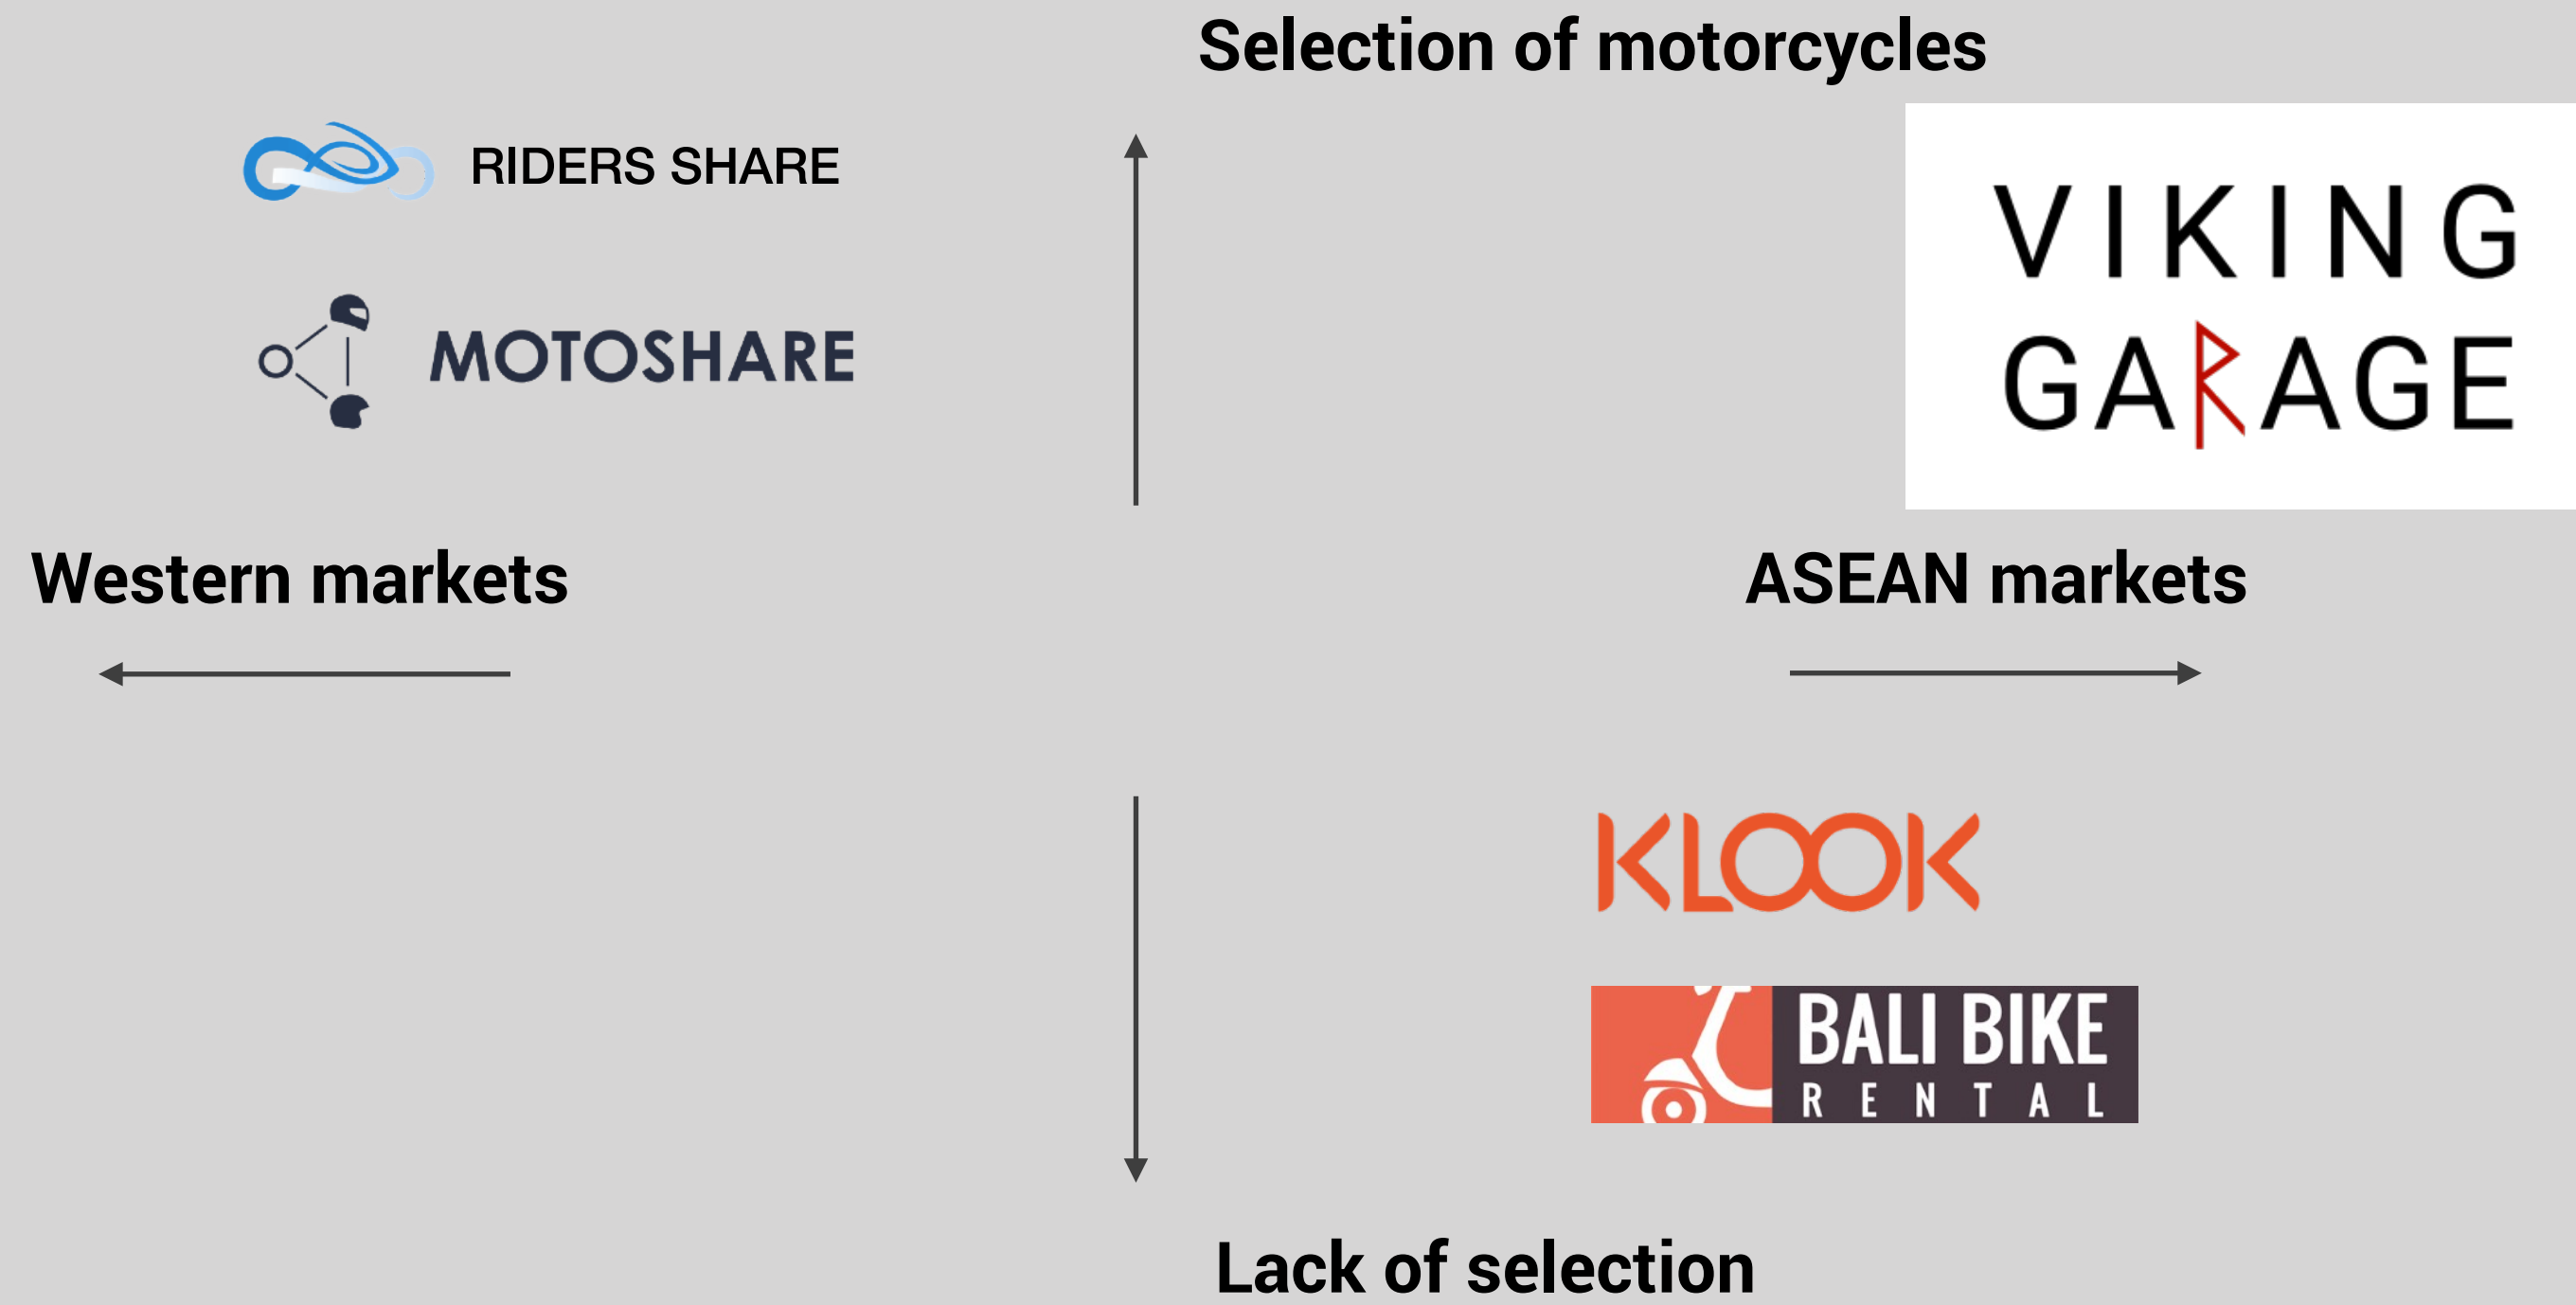 Selection of motorcycles
RIDERS SHARE
MOTOSHARE
VIKING
GARAGE
Western markets
ASEAN markets
KLOOK
BALI BIKE
RENTAL
Lack of selection